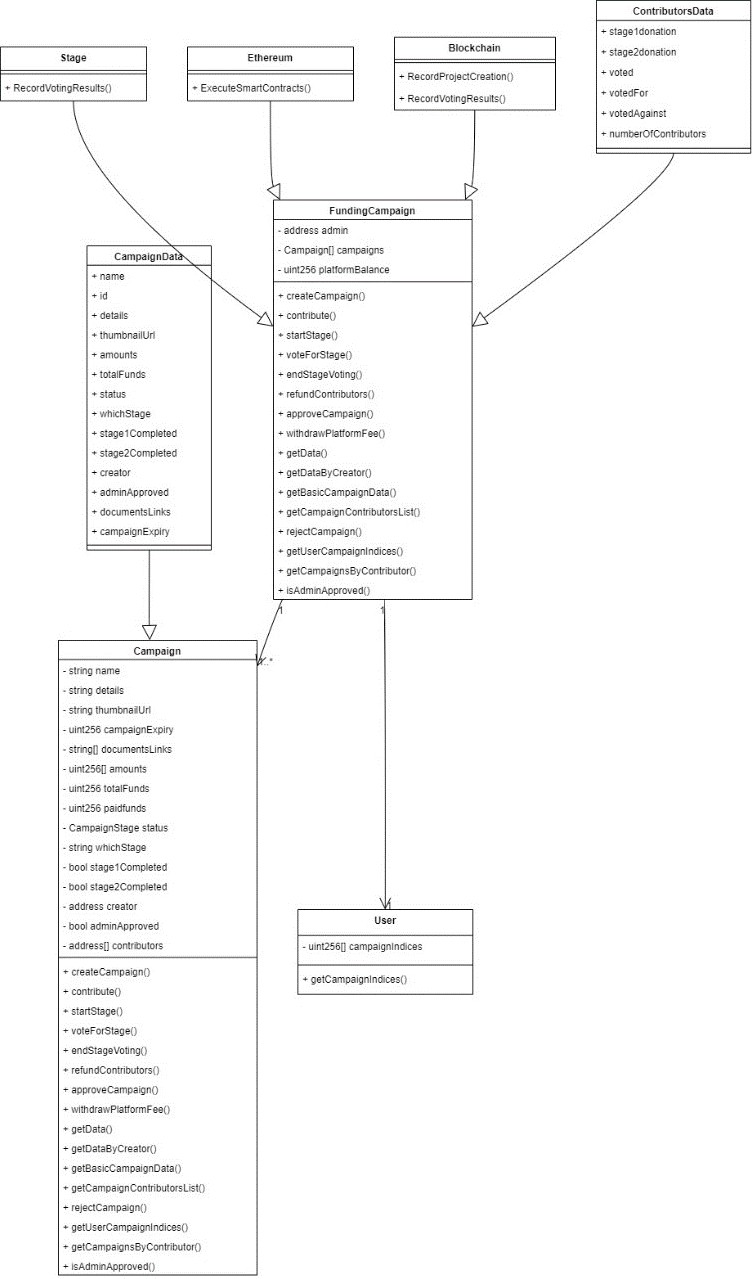 ContributorsData
+ stage1donation
+ stage2donation
+ voted
+ votedFor
+ votedAgainst
+ numberOfContributors
Stage
+ RecordVotingResults()
Ethereum
+ ExecuteSmartContracts()
Blockchain
+ RecordProjectCreation()
+ RecordVotingResults()
FundingCampaign
- address admin
- Campaign[] campaigns
- uint256 platformBalance
+ createCampaign()
+ contribute()
+ startStage()
+ voteForStage()
+ endStageVoting()
+ refundContributors()
+ approveCampaign()
+ withdrawPlatformFee()
+ getData()
+ getDataByCreator()
+ getBasicCampaignData()
+ getCampaignContributorsList()
+ rejectCampaign()
+ getUserCampaignIndices()
+ getCampaignsByContributor()
+ isAdminApproved()
CampaignData
+ name
+ id
+ details
+ thumbnailUrl
+ amounts
+ totalFunds
+ status
+ whichStage
+ stage1Completed
+ stage2Completed
+ creator
+ adminApproved
+ documentsLinks
+ campaignExpiry
1
1
Campaign
- string name
- string details
- string thumbnailUrl
- uint256 campaignExpiry
- string[] documentsLinks
- uint256[] amounts
- uint256 totalFunds
- uint256 paidfunds
- CampaignStage status
- string whichStage
- bool stage1Completed
- bool stage2Completed
- address creator
- bool adminApproved
- address[] contributors
+ createCampaign()
+ contribute()
+ startStage()
+ voteForStage()
+ endStageVoting()
+ refundContributors()
+ approveCampaign()
+ withdrawPlatformFee()
+ getData()
+ getDataByCreator()
+ getBasicCampaignData()
+ getCampaignContributorsList()
+ rejectCampaign()
+ getUserCampaignIndices()
+ getCampaignsByContributor()
+ isAdminApproved()
User
- uint256[] campaignIndices
+ getCampaignIndices()